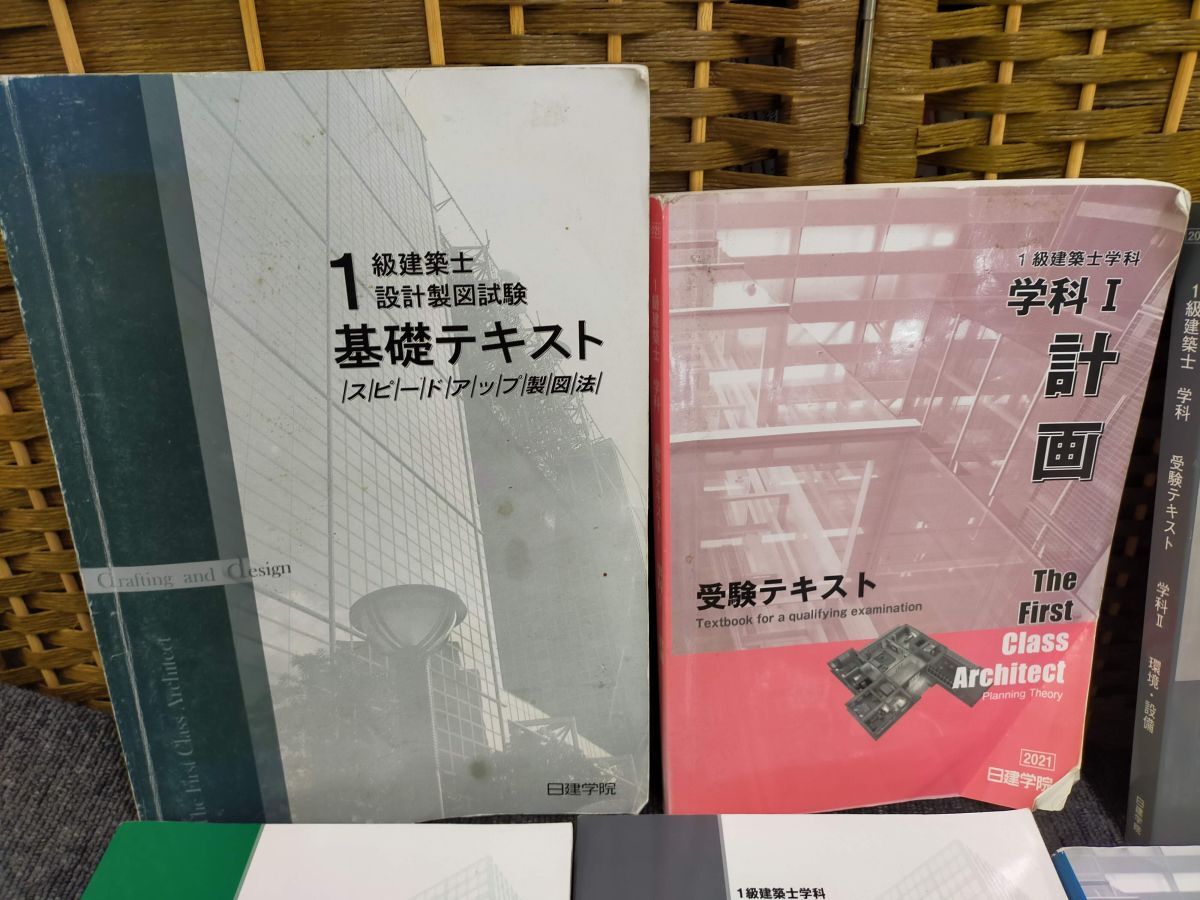 1級建築士
設計製図試験
基礎テキスト
スピードアップ製図法
Drafting and Design
The First Class Architect
日建学院
1級建築士学科
学科I
計画
受験テキスト
Textbook for a qualifying examination
The
First
Class
Architect
Planning Theory
2021
日建学院
1級建築士 学科 受験テキスト 学科II 環境・設備
日建学院
1級建築士学科